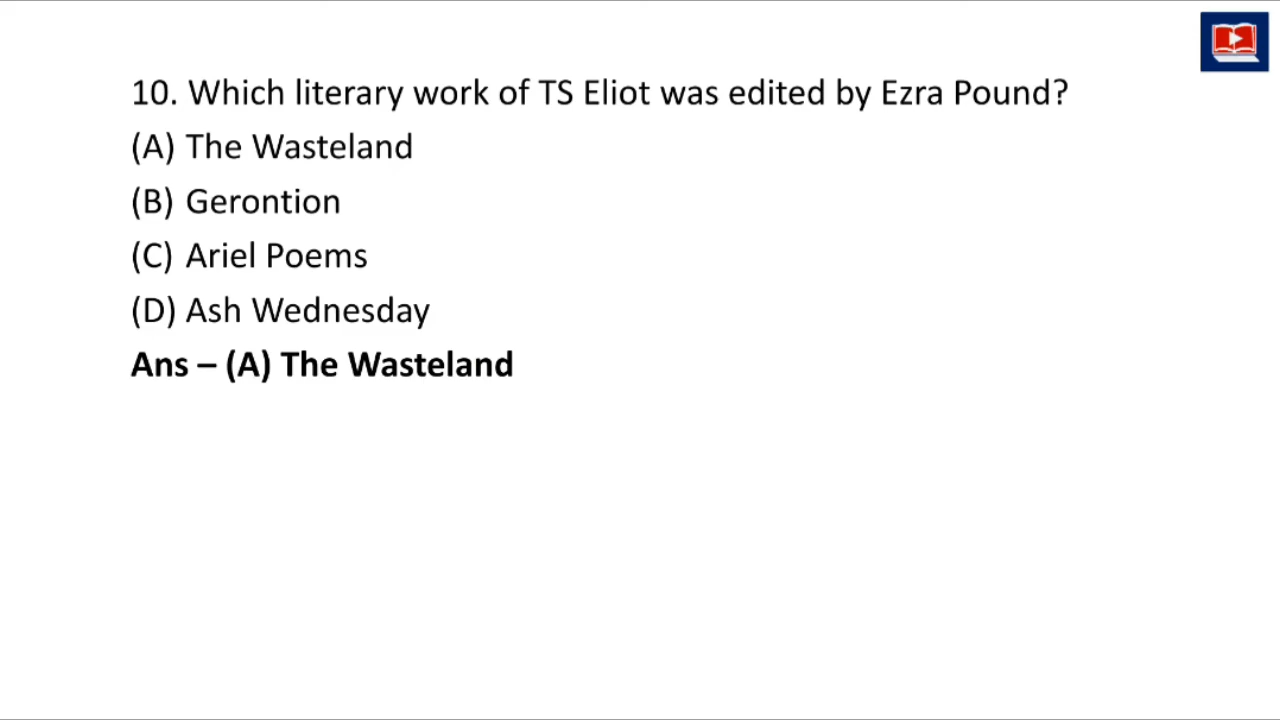 10. Which literary work of TS Eliot was edited by Ezra Pound?
(A) The Wasteland
(B) Gerontion
(C) Ariel Poems
(D) Ash Wednesday
Ans – (A) The Wasteland